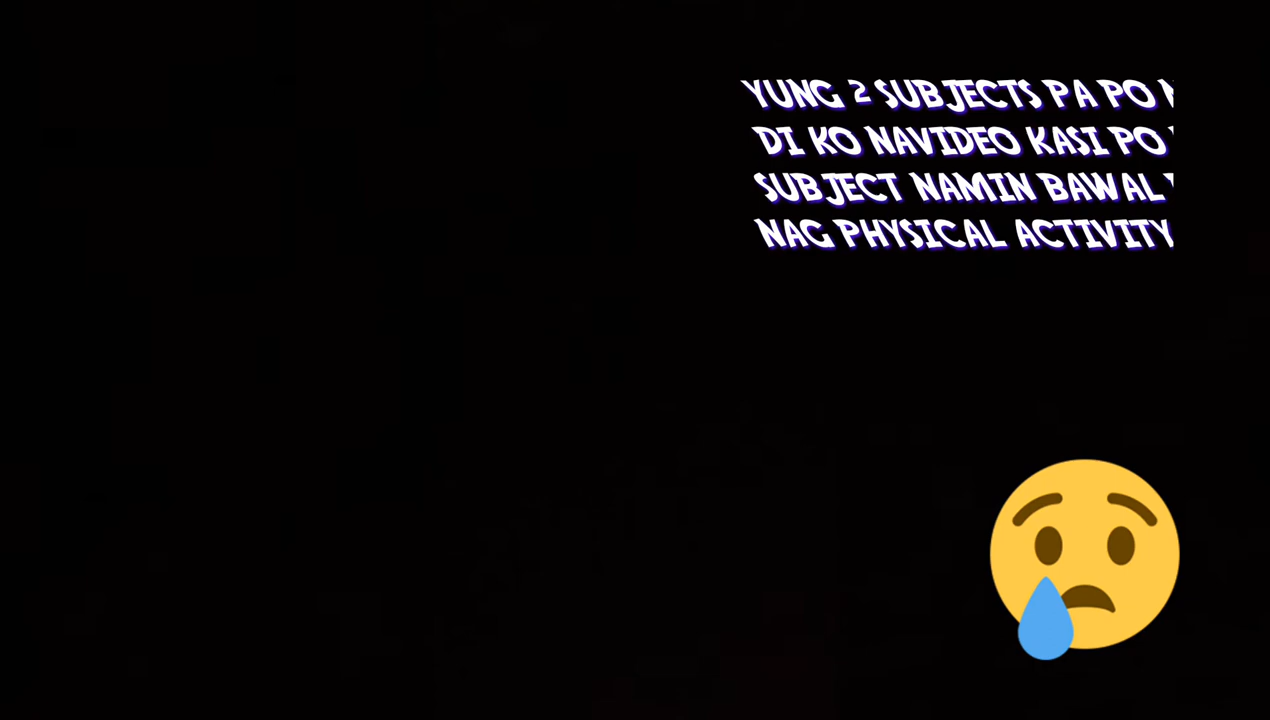 YUNG 2 SUBJECTS PA PO
DI KO NAVIDEO KASI PO
SUBJECT NAMIN BAWAL
NAG PHYSICAL ACTIVITY